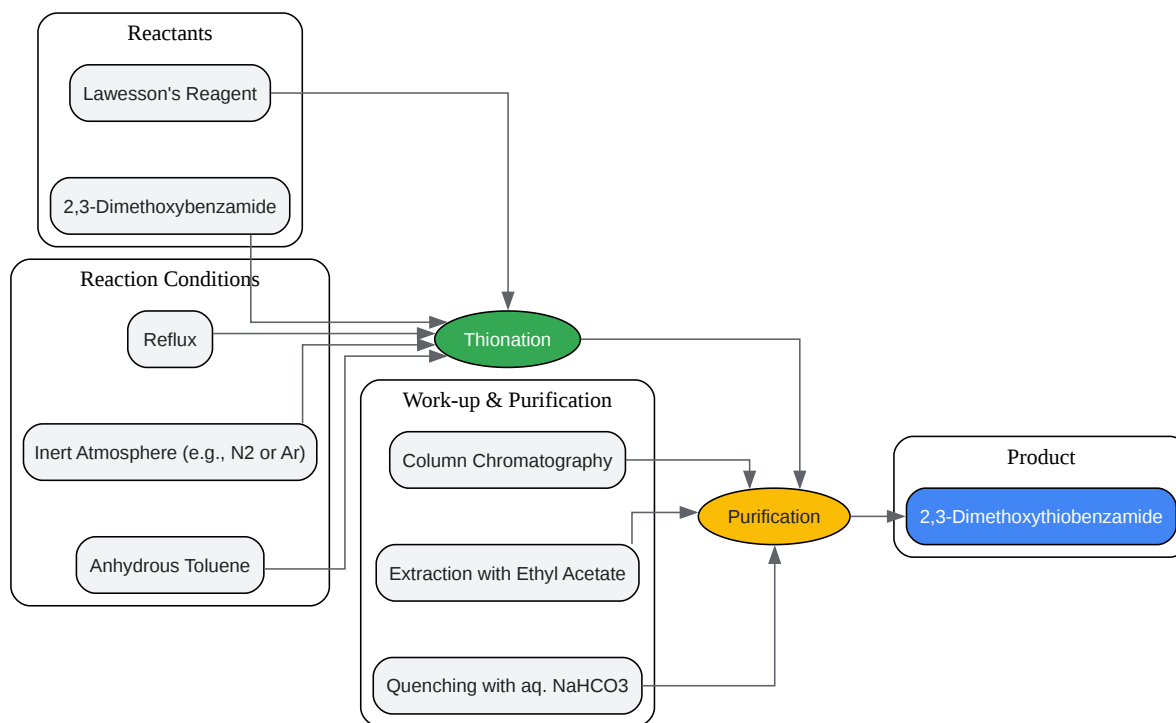 Reactants
Lawesson's Reagent
2,3-Dimethoxybenzamide
Reaction Conditions
Reflux
Inert Atmosphere (e.g., N2 or Ar)
Anhydrous Toluene
Thionation
Work-up & Purification
Column Chromatography
Extraction with Ethyl Acetate
Quenching with aq. NaHCO3
Purification
Product
2,3-Dimethoxythiobenzamide